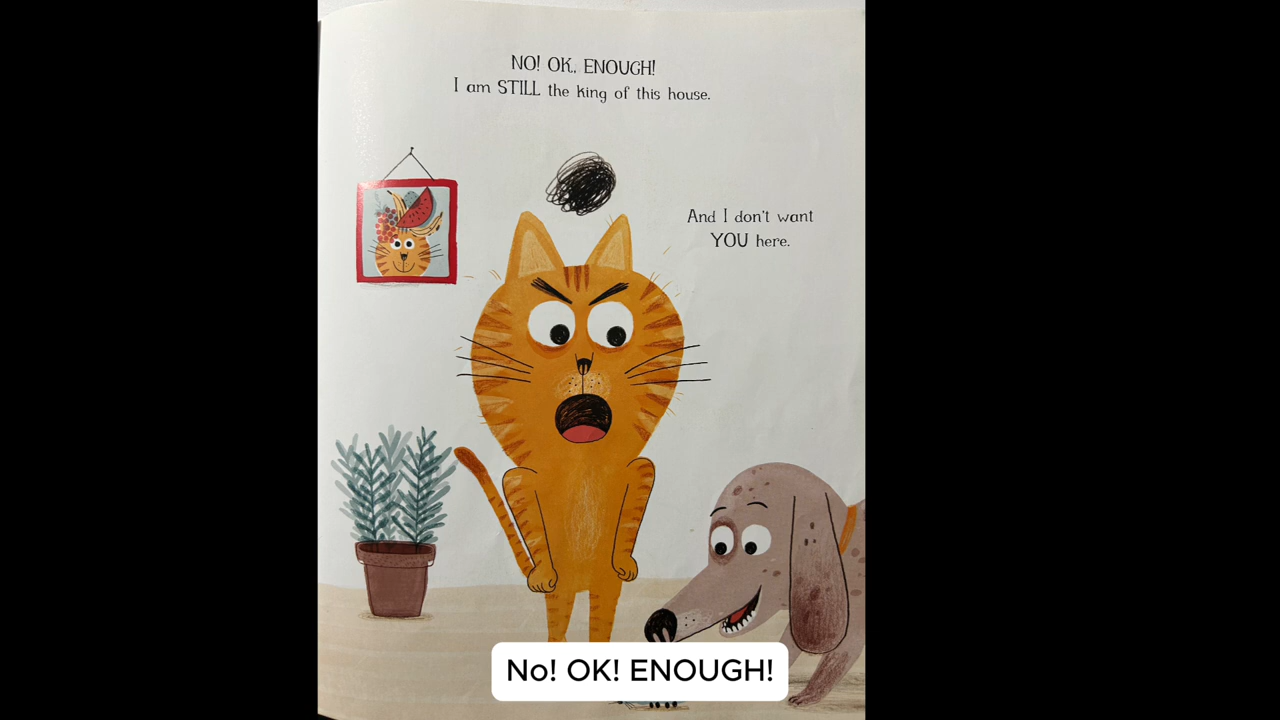 NO! OK, ENOUGH!
I am STILL the king of this house.
And I don't want
YOU here.
No! OK! ENOUGH!